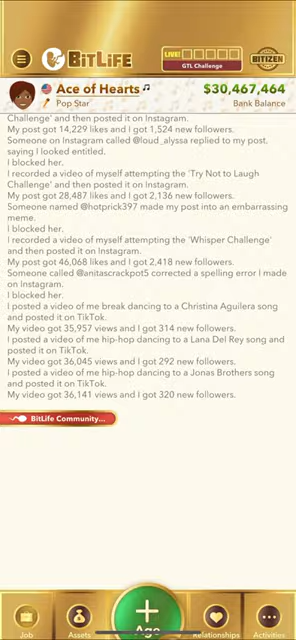 BitLife
LIVE!
GTL Challenge
BITIZEN
Ace of Hearts
$30,467,464
Pop Star
Bank Balance
Challenge' and then posted it on Instagram.
My post got 14,229 likes and I got 1,524 new followers.
Someone on Instagram called @loud_alyssa replied to my post,
saying I looked entitled.
I blocked her.
I recorded a video of myself attempting the 'Try Not to Laugh
Challenge' and then posted it on Instagram.
My post got 28,487 likes and I got 2,136 new followers.
Someone named @hotprick397 made my post into an embarrassing
meme.
I blocked her.
I recorded a video of myself attempting the 'Whisper Challenge'
and then posted it on Instagram.
My post got 46,068 likes and I got 2,418 new followers.
Someone called @anitascrackpot5 corrected a spelling error I made
on Instagram.
I blocked her.
I posted a video of me break dancing to a Christina Aguilera song
and posted it on TikTok.
My video got 35,957 views and I got 314 new followers.
I posted a video of me hip-hop dancing to a Lana Del Rey song and
posted it on TikTok.
My video got 36,045 views and I got 292 new followers.
I posted a video of me hip-hop dancing to a Jonas Brothers song
and posted it on TikTok.
My video got 36,141 views and I got 320 new followers.
BitLife Community...
Job
Assets
Age
Relationships
Activities